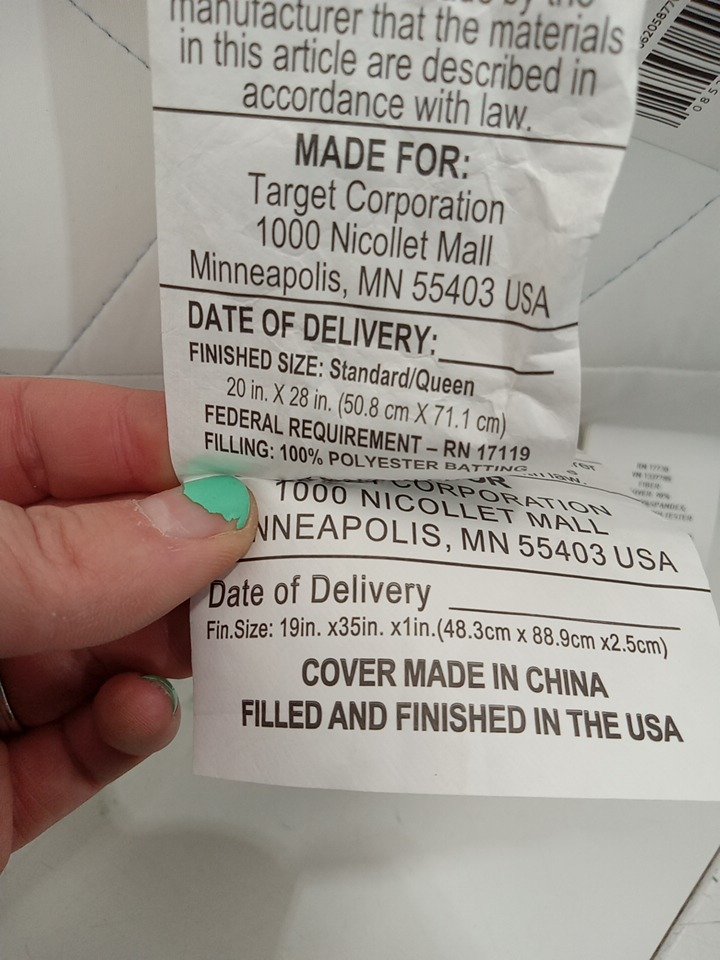 manufacturer that the materials
in this article are described in
accordance with law.
MADE FOR:
Target Corporation
1000 Nicollet Mall
Minneapolis, MN 55403 USA
DATE OF DELIVERY:
FINISHED SIZE: Standard/Queen
20 in. X 28 in. (50.8 cm X 71.1 cm)
FEDERAL REQUIREMENT – RN 17119
FILLING: 100% POLYESTER BATTING
CORPORATION
1000 NICOLLET MALL
NNEAPOLIS, MN 55403 USA
Date of Delivery
Fin.Size: 19in. x35in. x1in.(48.3cm x 88.9cm x2.5cm)
COVER MADE IN CHINA
FILLED AND FINISHED IN THE USA